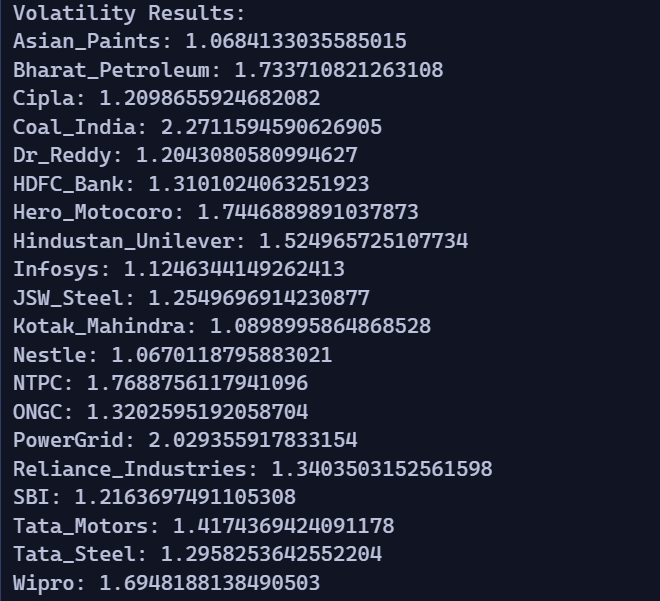 Volatility Results:
Asian_Paints: 1.0684133035585015
Bharat_Petroleum: 1.733710821263108
Cipla: 1.2098655924682082
Coal_India: 2.2711594590626905
Dr_Reddy: 1.2043080580994627
HDFC_Bank: 1.3101024063251923
Hero_Motocoro: 1.7446889891037873
Hindustan_Unilever: 1.524965725107734
Infosys: 1.1246344149262413
JSW_Steel: 1.2549696914230877
Kotak_Mahindra: 1.0898995864868528
Nestle: 1.0670118795883021
NTPC: 1.7688756117941096
ONGC: 1.3202595192058704
PowerGrid: 2.029355917833154
Reliance_Industries: 1.3403503152561598
SBI: 1.2163697491105308
Tata_Motors: 1.4174369424091178
Tata_Steel: 1.2958253642552204
Wipro: 1.6948188138490503